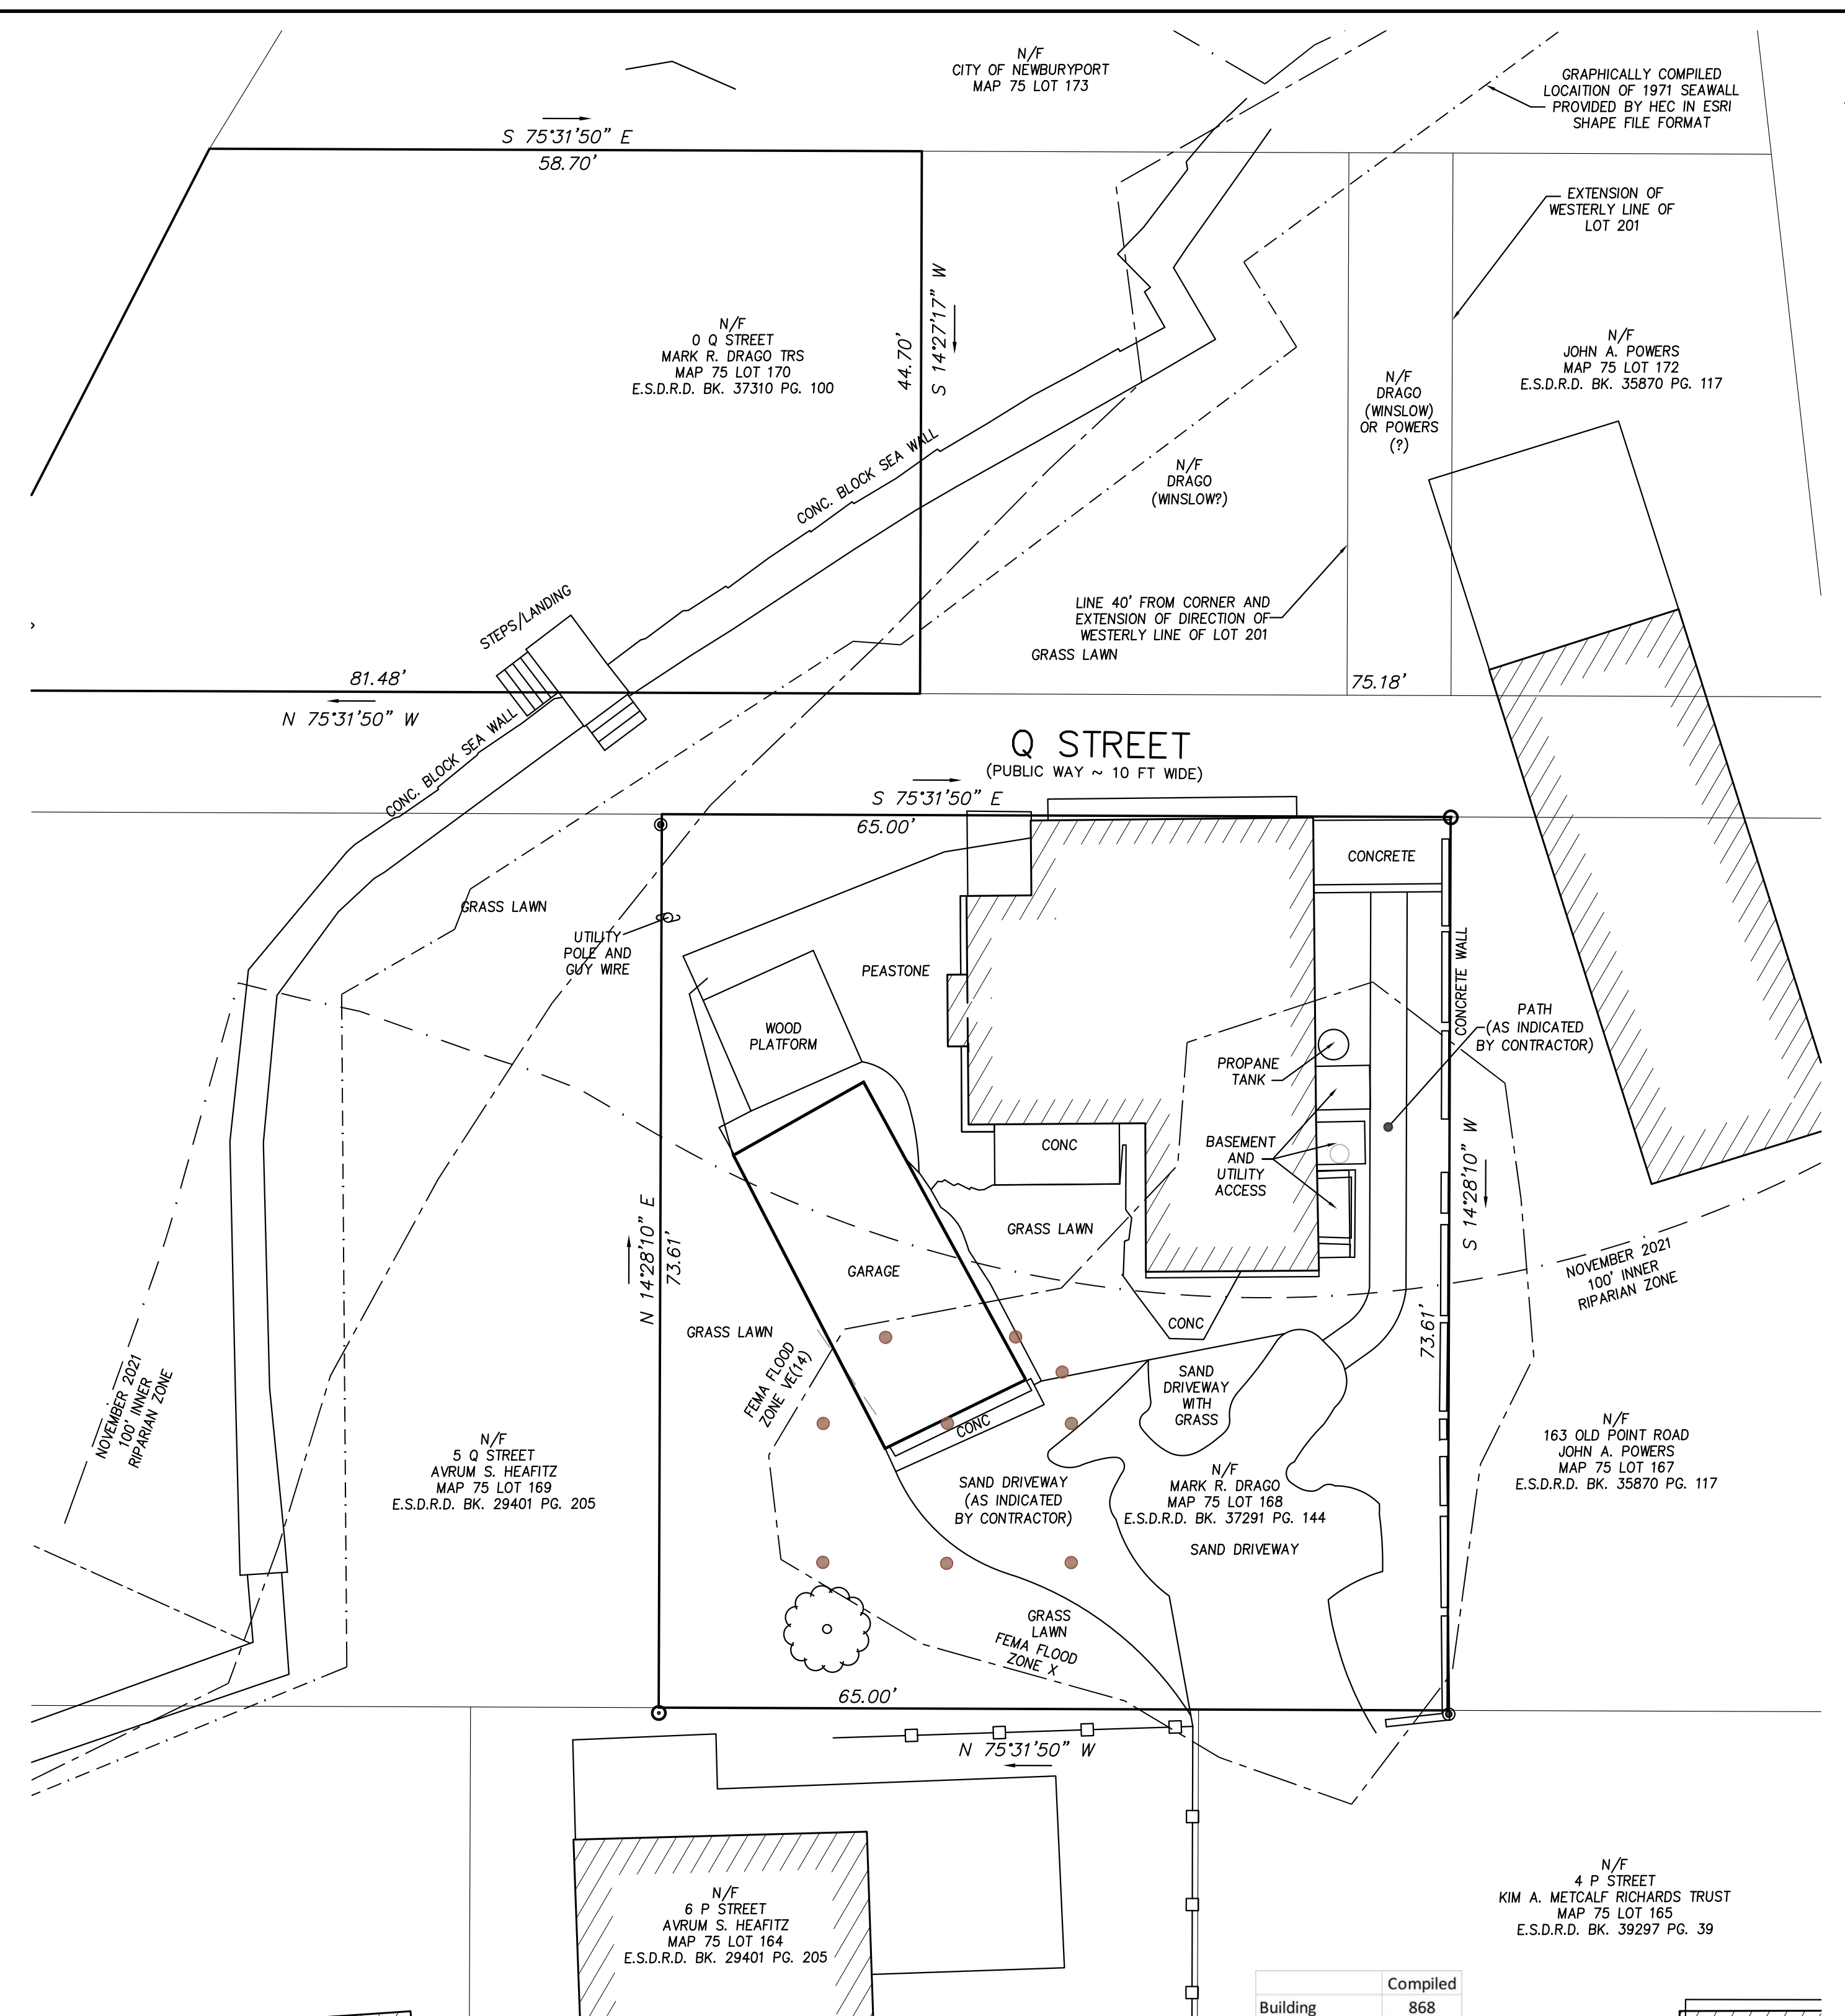 N/F
CITY OF NEWBURYPORT
MAP 75 LOT 173
GRAPHICALLY COMPILED
LOCAITION OF 1971 SEAWALL
PROVIDED BY HEC IN ESRI
SHAPE FILE FORMAT
S 75°31'50" E
58.70'
EXTENSION OF
WESTERLY LINE OF
LOT 201
N/F
0 Q STREET
MARK R. DRAGO TRS
MAP 75 LOT 170
E.S.D.R.D. BK. 37310 PG. 100
44.70'
S 14°27'17" W
N/F
JOHN A. POWERS
MAP 75 LOT 172
E.S.D.R.D. BK. 35870 PG. 117
N/F
DRAGO
(WINSLOW)
OR POWERS
(?)
CONC. BLOCK SEA WALL
N/F
DRAGO
(WINSLOW?)
STEPS/LANDING
LINE 40' FROM CORNER AND
EXTENSION OF DIRECTION OF
WESTERLY LINE OF LOT 201
GRASS LAWN
81.48'
N 75°31'50" W
75.18'
CONC. BLOCK SEA WALL
Q STREET
(PUBLIC WAY ~ 10 FT WIDE)
S 75°31'50" E
65.00'
CONCRETE
GRASS LAWN
UTILITY
POLE AND
GUY WIRE
PEASTONE
CONCRETE WALL
WOOD
PLATFORM
PATH
(AS INDICATED
BY CONTRACTOR)
PROPANE
TANK
CONC
BASEMENT
AND
UTILITY
ACCESS
S 14°28'10" W
N 14°28'10" E
73.61'
GRASS LAWN
GARAGE
NOVEMBER 2021
100' INNER
RIPARIAN ZONE
GRASS LAWN
CONC
73.61'
FEMA FLOOD
ZONE VE(14)
NOVEMBER 2021
100' INNER
RIPARIAN ZONE
SAND
DRIVEWAY
WITH
GRASS
CONC
N/F
5 Q STREET
AVRUM S. HEAFITZ
MAP 75 LOT 169
E.S.D.R.D. BK. 29401 PG. 205
N/F
163 OLD POINT ROAD
JOHN A. POWERS
MAP 75 LOT 167
E.S.D.R.D. BK. 35870 PG. 117
SAND DRIVEWAY
(AS INDICATED
BY CONTRACTOR)
N/F
MARK R. DRAGO
MAP 75 LOT 168
E.S.D.R.D. BK. 37291 PG. 144
SAND DRIVEWAY
GRASS
LAWN
FEMA FLOOD
ZONE X
65.00'
N 75°31'50" W
N/F
6 P STREET
AVRUM S. HEAFITZ
MAP 75 LOT 164
E.S.D.R.D. BK. 29401 PG. 205
N/F
4 P STREET
KIM A. METCALF RICHARDS TRUST
MAP 75 LOT 165
E.S.D.R.D. BK. 39297 PG. 39
Compiled
Building 868